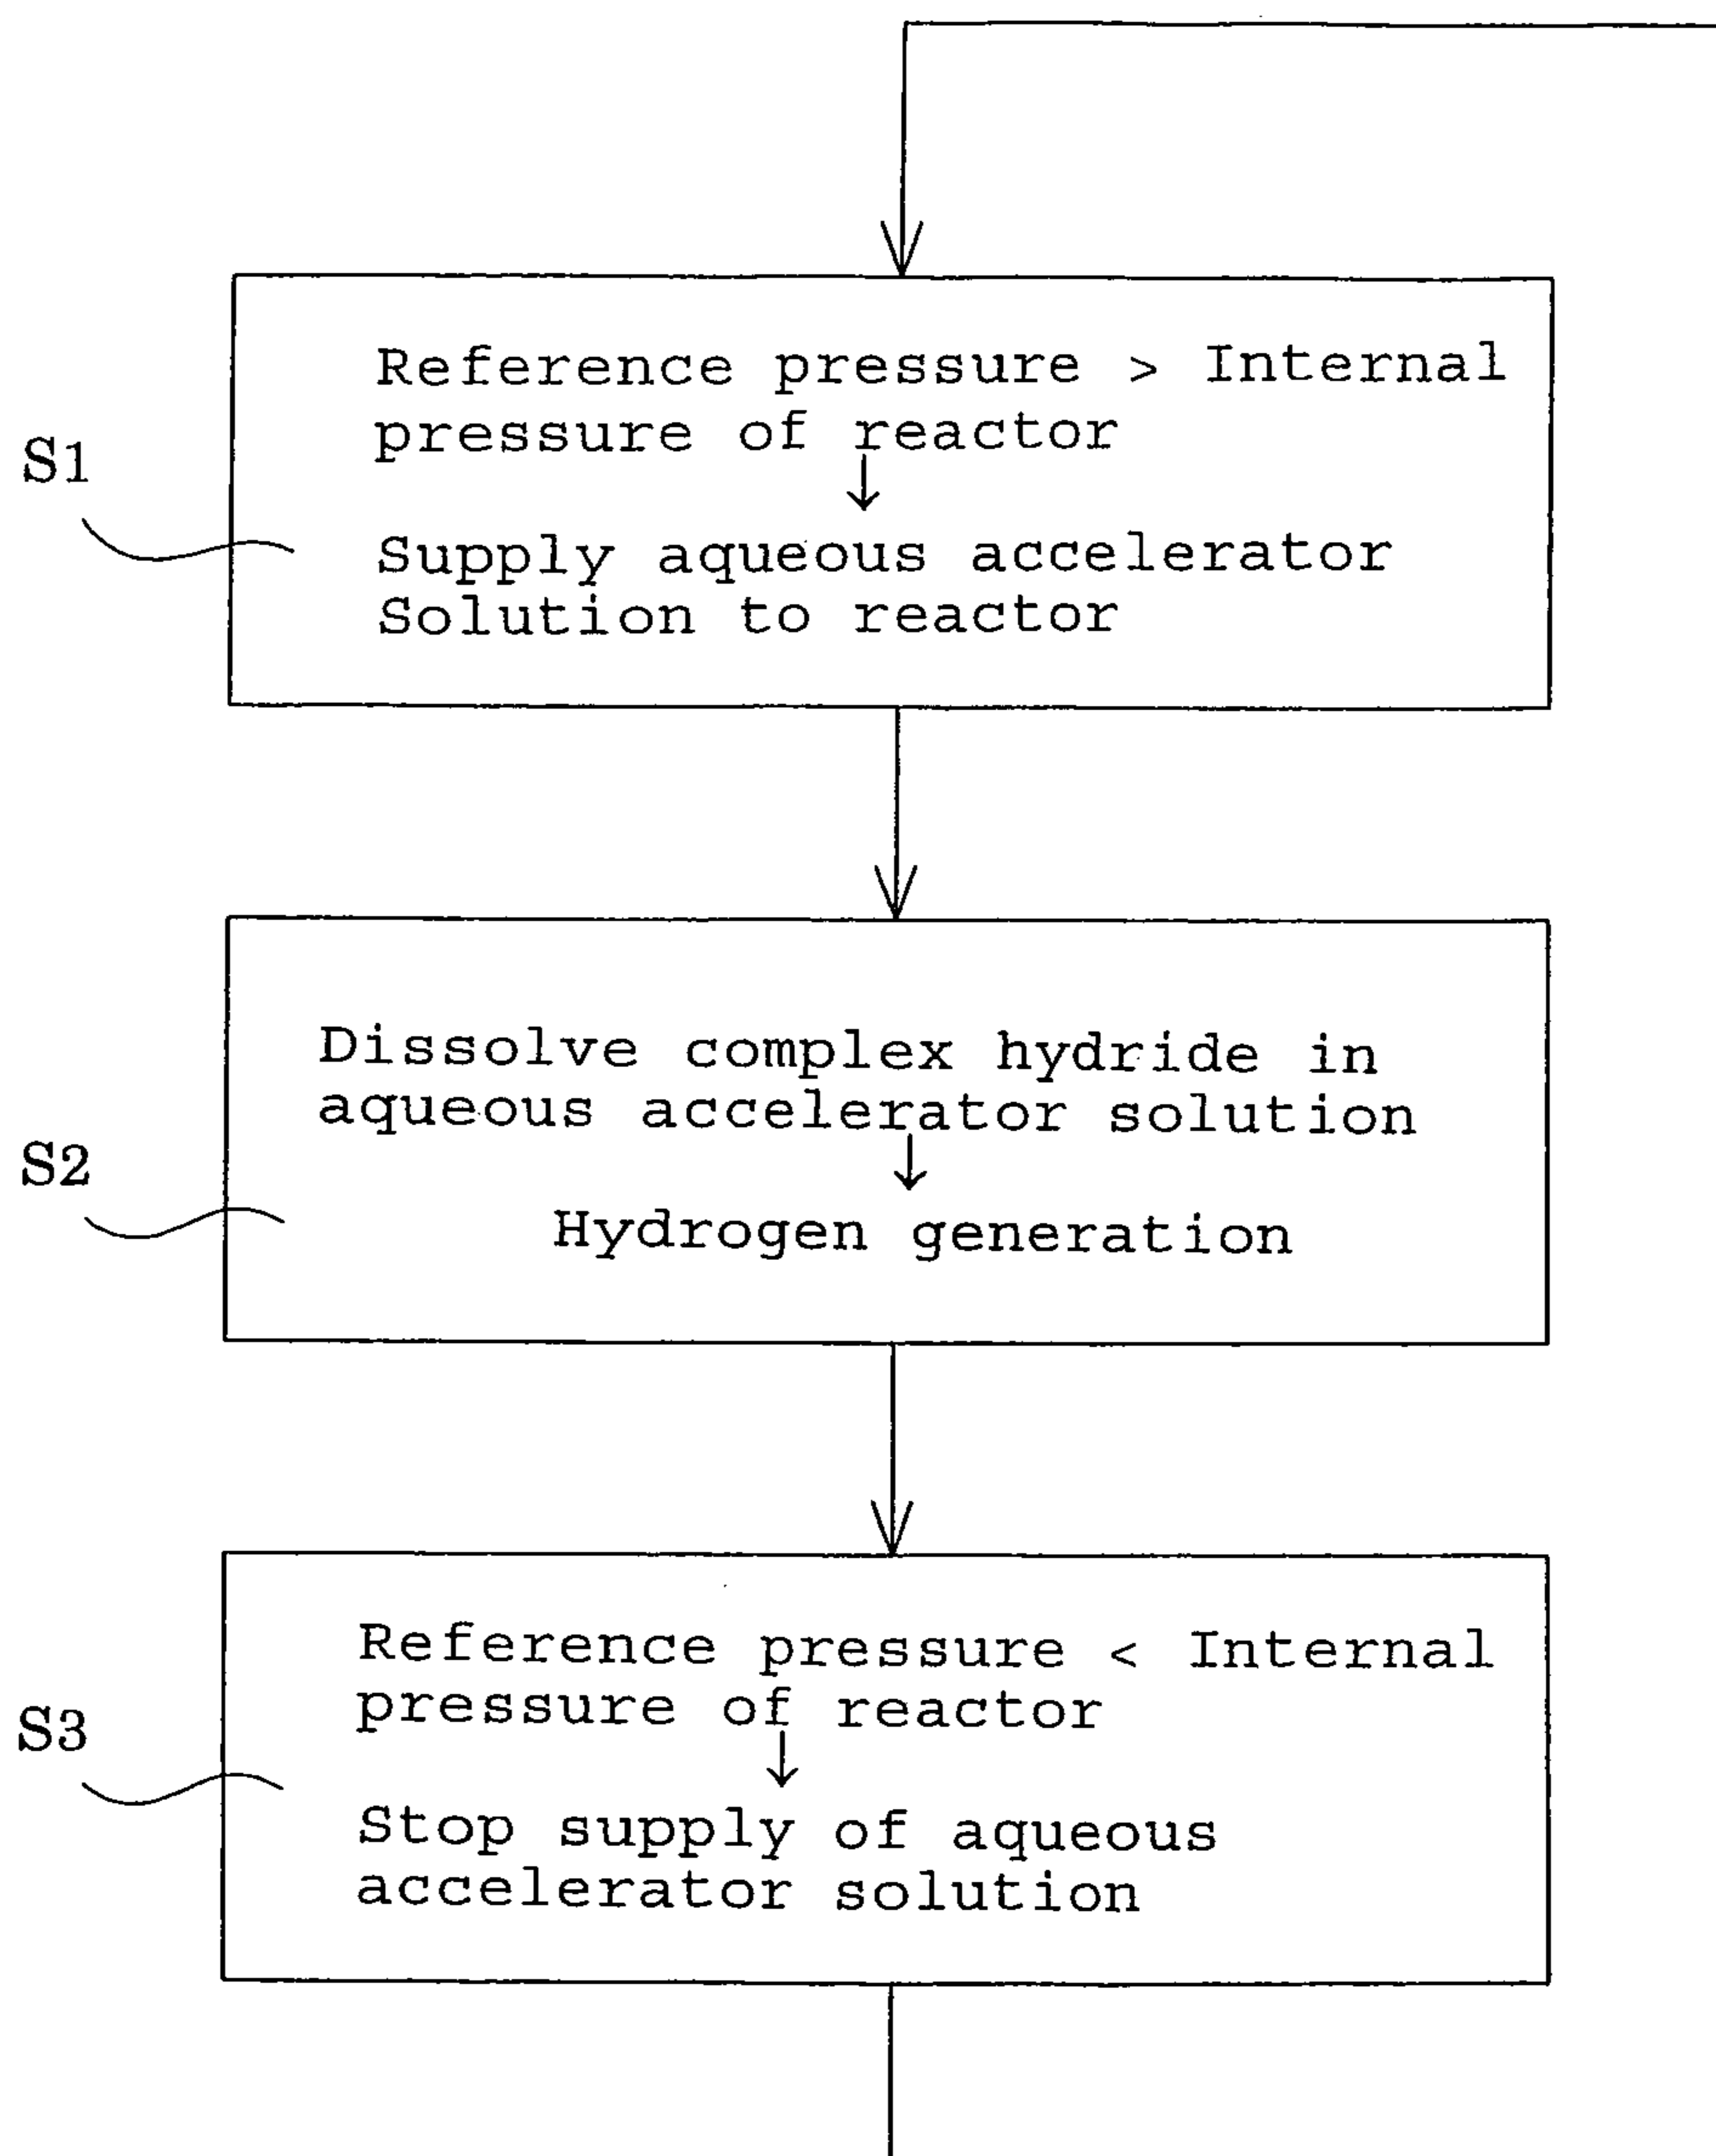 Reference pressure > Internal
pressure of reactor
↓
S1
Supply aqueous accelerator
Solution to reactor
Dissolve complex hydride in
aqueous accelerator solution
↓
S2
Hydrogen generation
Reference pressure < Internal
pressure of reactor
↓
S3
Stop supply of aqueous
accelerator solution